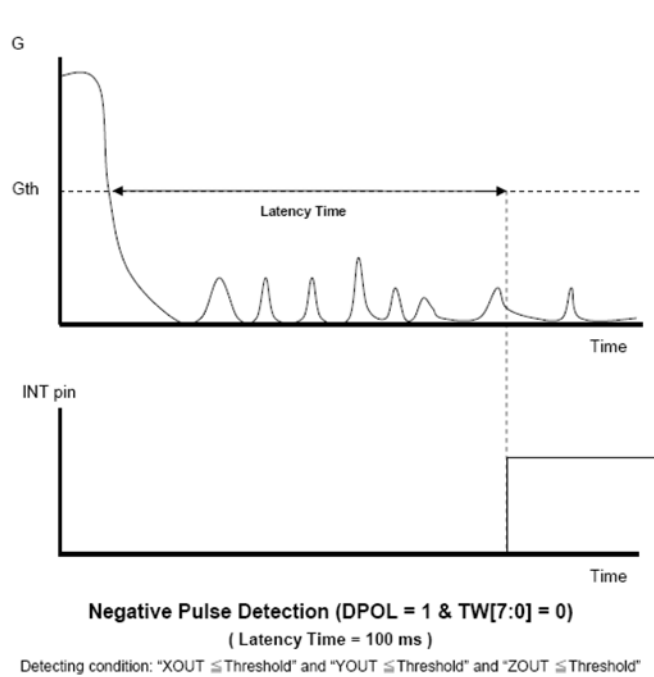 G
Gth
Latency Time
Time
INT pin
Time
Negative Pulse Detection (DPOL = 1 & TW[7:0] = 0)
( Latency Time = 100 ms )
Detecting condition: “XOUT ≦Threshold” and “YOUT ≦Threshold” and “ZOUT ≦Threshold”